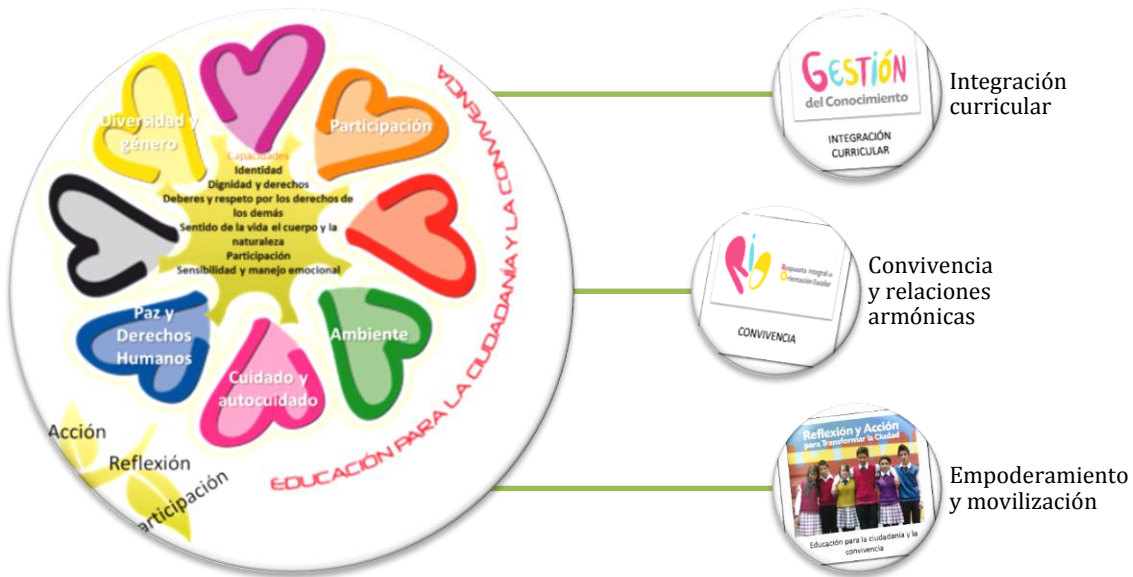 Diversidad y
género
Participación
Capacidades
Identidad
Dignidad y derechos
Deberes y respeto por los derechos de
los demás
Sentido de la vida el cuerpo y la
naturaleza
Participación
Sensibilidad y manejo emocional
Paz y
Derechos
Humanos
Ambiente
Cuidado y
autocuidado
EDUCACIÓN PARA LA CIUDADANÍA Y LA CONVIVENCIA
Acción
Reflexión
articipación
GESTIÓN
del Conocimiento
INTEGRACIÓN
CURRICULAR
Integración
curricular
RIO
Respuesta Integral de
Orientación Escolar
CONVIVENCIA
Convivencia
y relaciones
armónicas
Reflexión y Acción
para Transformar la Ciudad
Educación para la ciudadanía y la
convivencia
Empoderamiento
y movilización